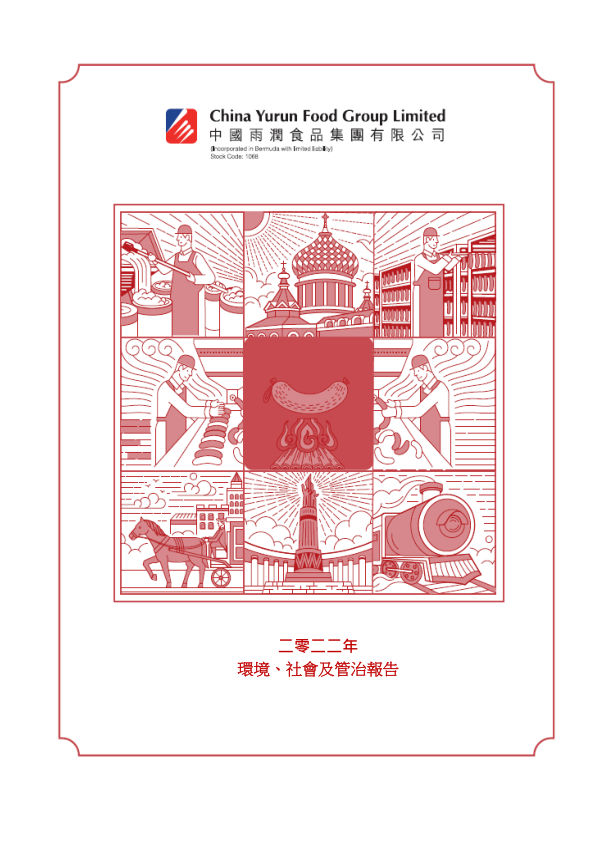 China Yurun Food Group Limited
中國雨潤食品集團有限公司
(Incorporated in Bermuda with limited liability)
Stock Code: 1068
二零二二年
環境、社會及管治報告